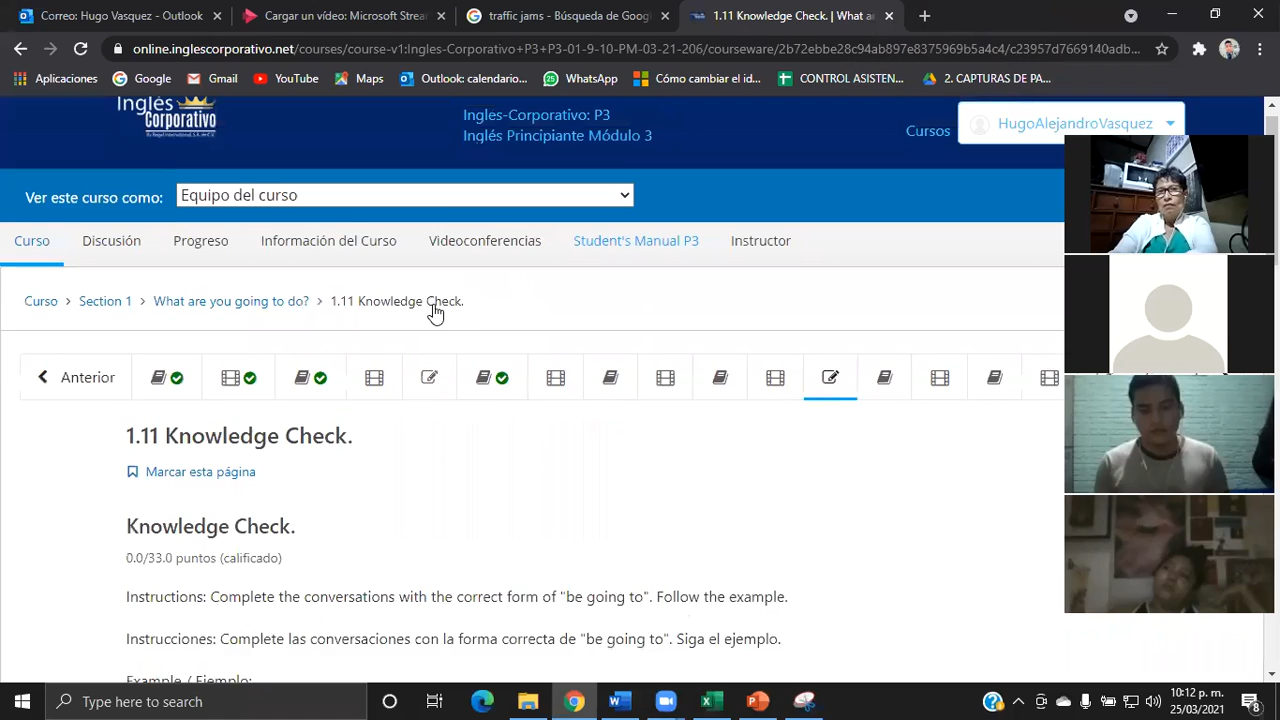 Correo: Hugo Vasquez - Outlook
Cargar un vídeo: Microsoft Strea
traffic jams - Búsqueda de Googl
1.11 Knowledge Check. | What ar
online.inglescorporativo.net/courses/course-v1:Ingles-Corporativo+P3+P3-01-9-10-PM-03-21-206/courseware/2b72ebbe28c94ab897e8375969b5a4c4/c23957d7669140adb...
Aplicaciones
Google
Gmail
YouTube
Maps
Outlook: calendario...
WhatsApp
Cómo cambiar el id...
CONTROL ASISTEN...
2. CAPTURAS DE PA...
Inglés
Corporativo
Ingles-Corporativo: P3
Inglés Principiante Módulo 3
Cursos
HugoAlejandroVasquez
Ver este curso como:
Equipo del curso
Curso
Discusión
Progreso
Información del Curso
Videoconferencias
Student's Manual P3
Instructor
Curso > Section 1 > What are you going to do? > 1.11 Knowledge Check.
Anterior
1.11 Knowledge Check.
Marcar esta página
Knowledge Check.
0.0/33.0 puntos (calificado)
Instructions: Complete the conversations with the correct form of "be going to". Follow the example.
Instrucciones: Complete las conversaciones con la forma correcta de "be going to". Siga el ejemplo.
Example / Ejemplo:
Type here to search
10:12 p. m.
25/03/2021
8